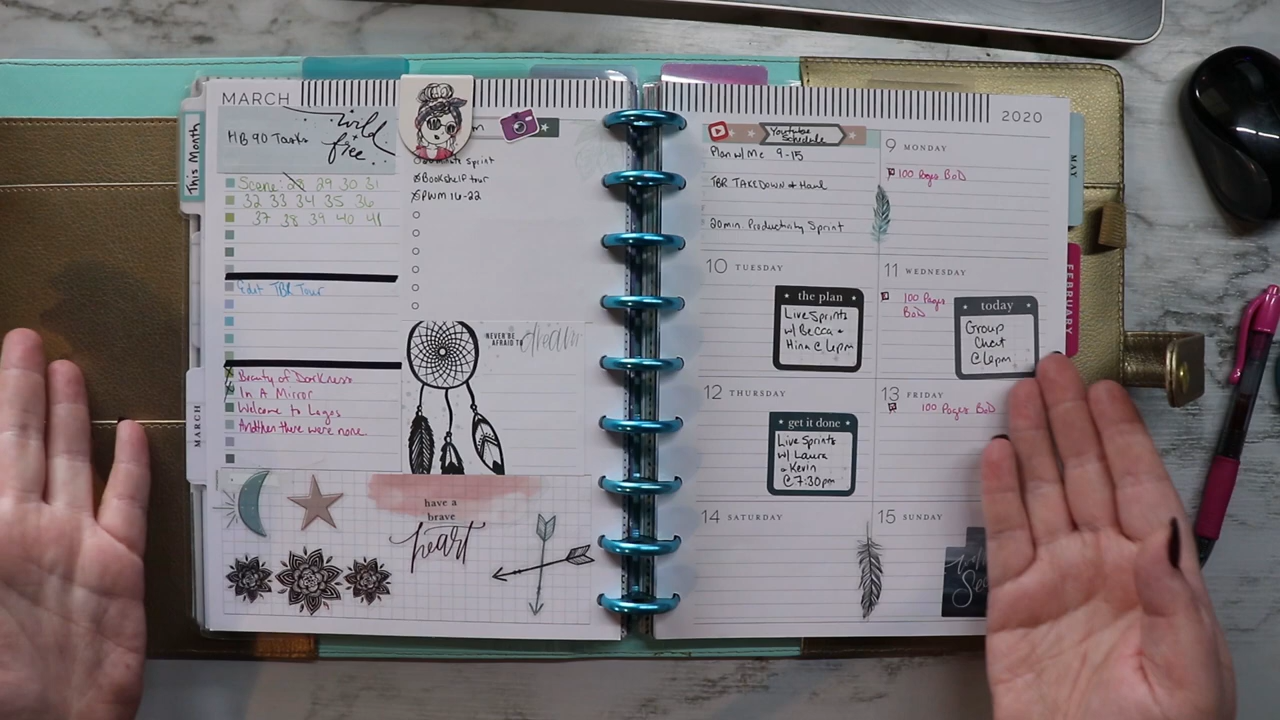 MARCH
wild
free.
HB 90 Tasks
This Month
Scene: 28 29 30 31
32 33 34 35 36
37 38 39 40 41
Edit TBR Tour
Beauty of Darkness
In A Mirror
Welcome to Lagos
And then there were none
MARCH
Sprint
Bookshelf tour
PWM 16-22
NEVER BE
AFRAID TO dream
have a
brave
heart
2020
Youtube
Schedule
Plan w/ Me 9-15
TBR TAKEDOWN + Haul
20min. Productivity Sprint
9 MONDAY
100 Pages BoD
10 TUESDAY
the plan
Live Sprints
w/ Becca +
Hina @ 6pm
11 WEDNESDAY
100 Pages
BoD
today
Group
Chat
@ 6pm
12 THURSDAY
get it done
Live Sprints
w/ Laura
+ Kevin
@ 7:30pm
13 FRIDAY
100 Pages BoD
14 SATURDAY
15 SUNDAY
MAY
FEBRUARY